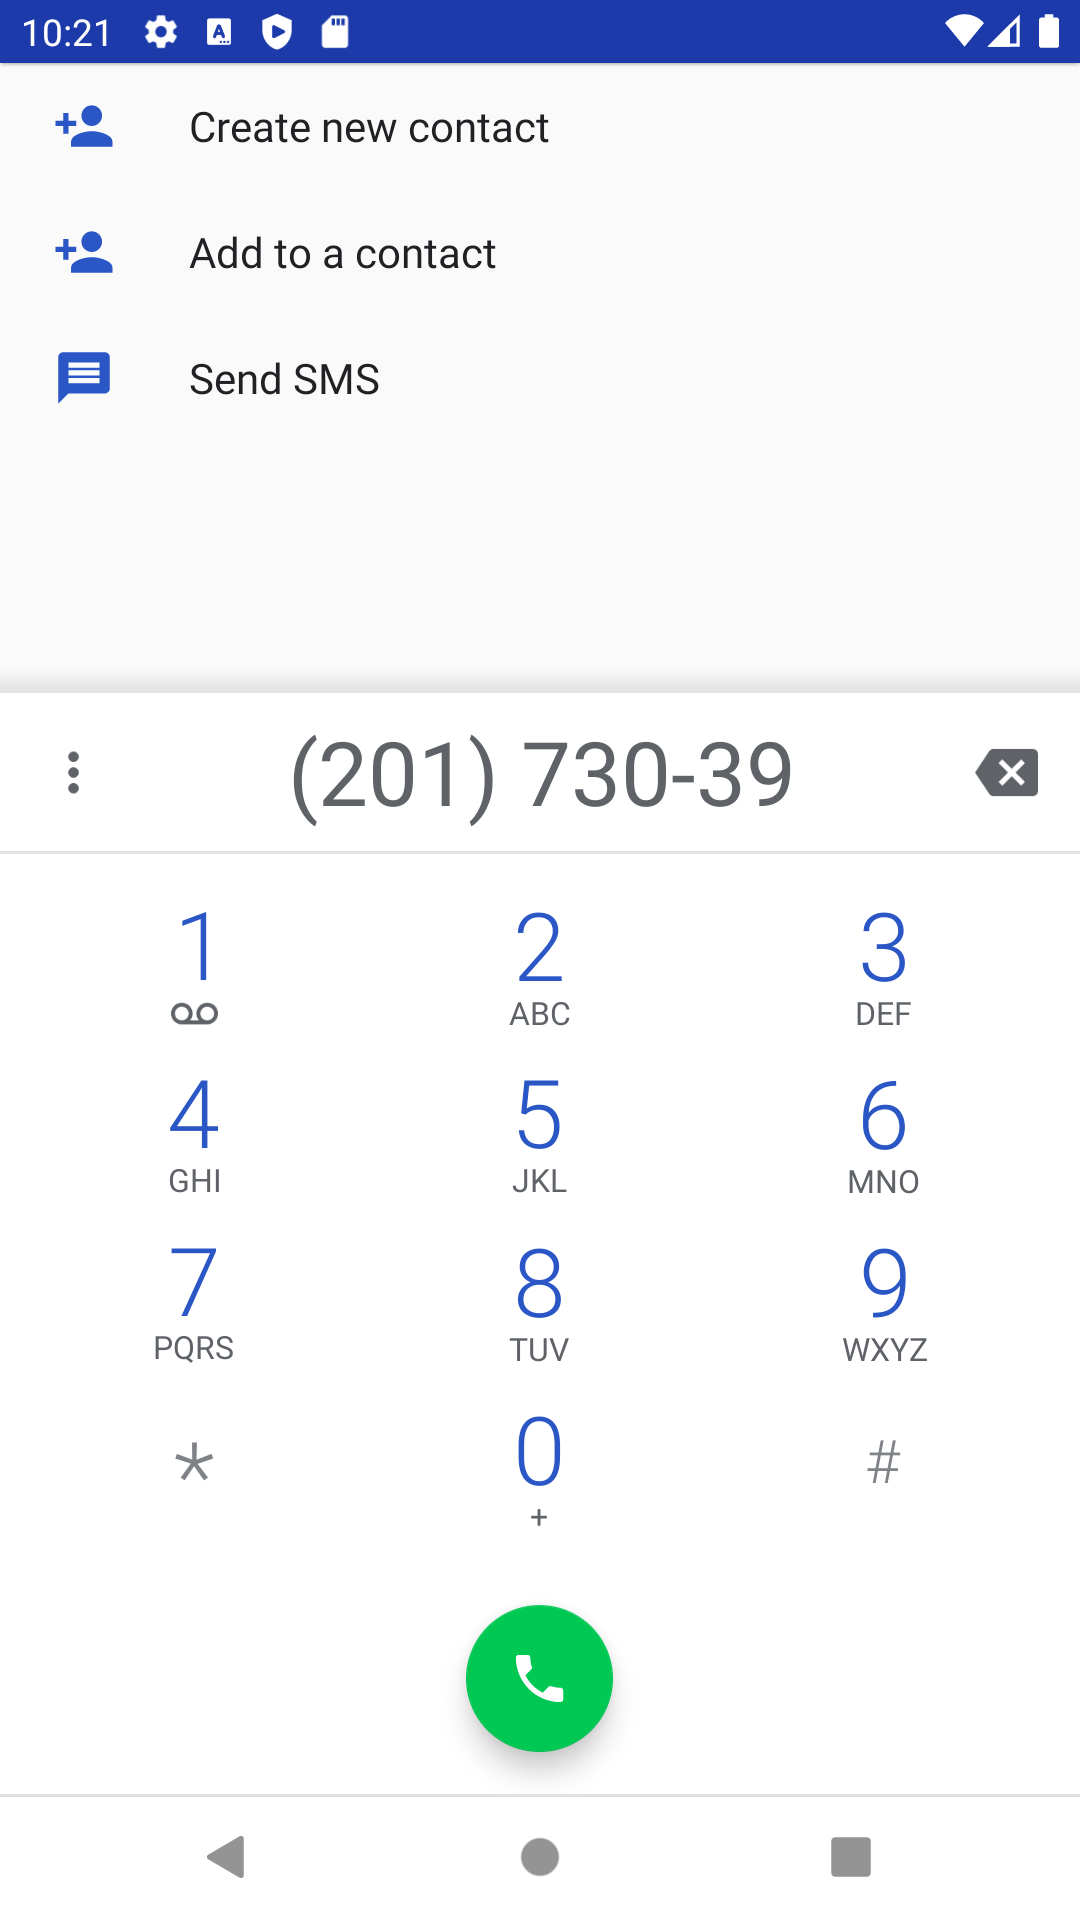 10:21
Create new contact
Add to a contact
Send SMS
(201) 730-39
1 2 3
ABC DEF
4 5 6
GHI JKL MNO
7 8 9
PQRS TUV WXYZ
* 0 #
+